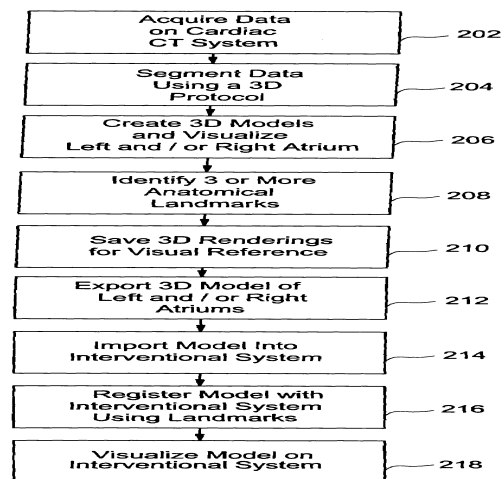 Acquire Data
on Cardiac
CT System
202
Segment Data
Using a 3D
Protocol
204
Create 3D Models
and Visualize
Left and / or Right Atrium
206
Identify 3 or More
Anatomical
Landmarks
208
Save 3D Renderings
for Visual Reference
210
Export 3D Model of
Left and / or Right
Atriums
212
Import Model Into
Interventional System
214
Register Model with
Interventional System
Using Landmarks
216
Visualize Model on
Interventional System
218